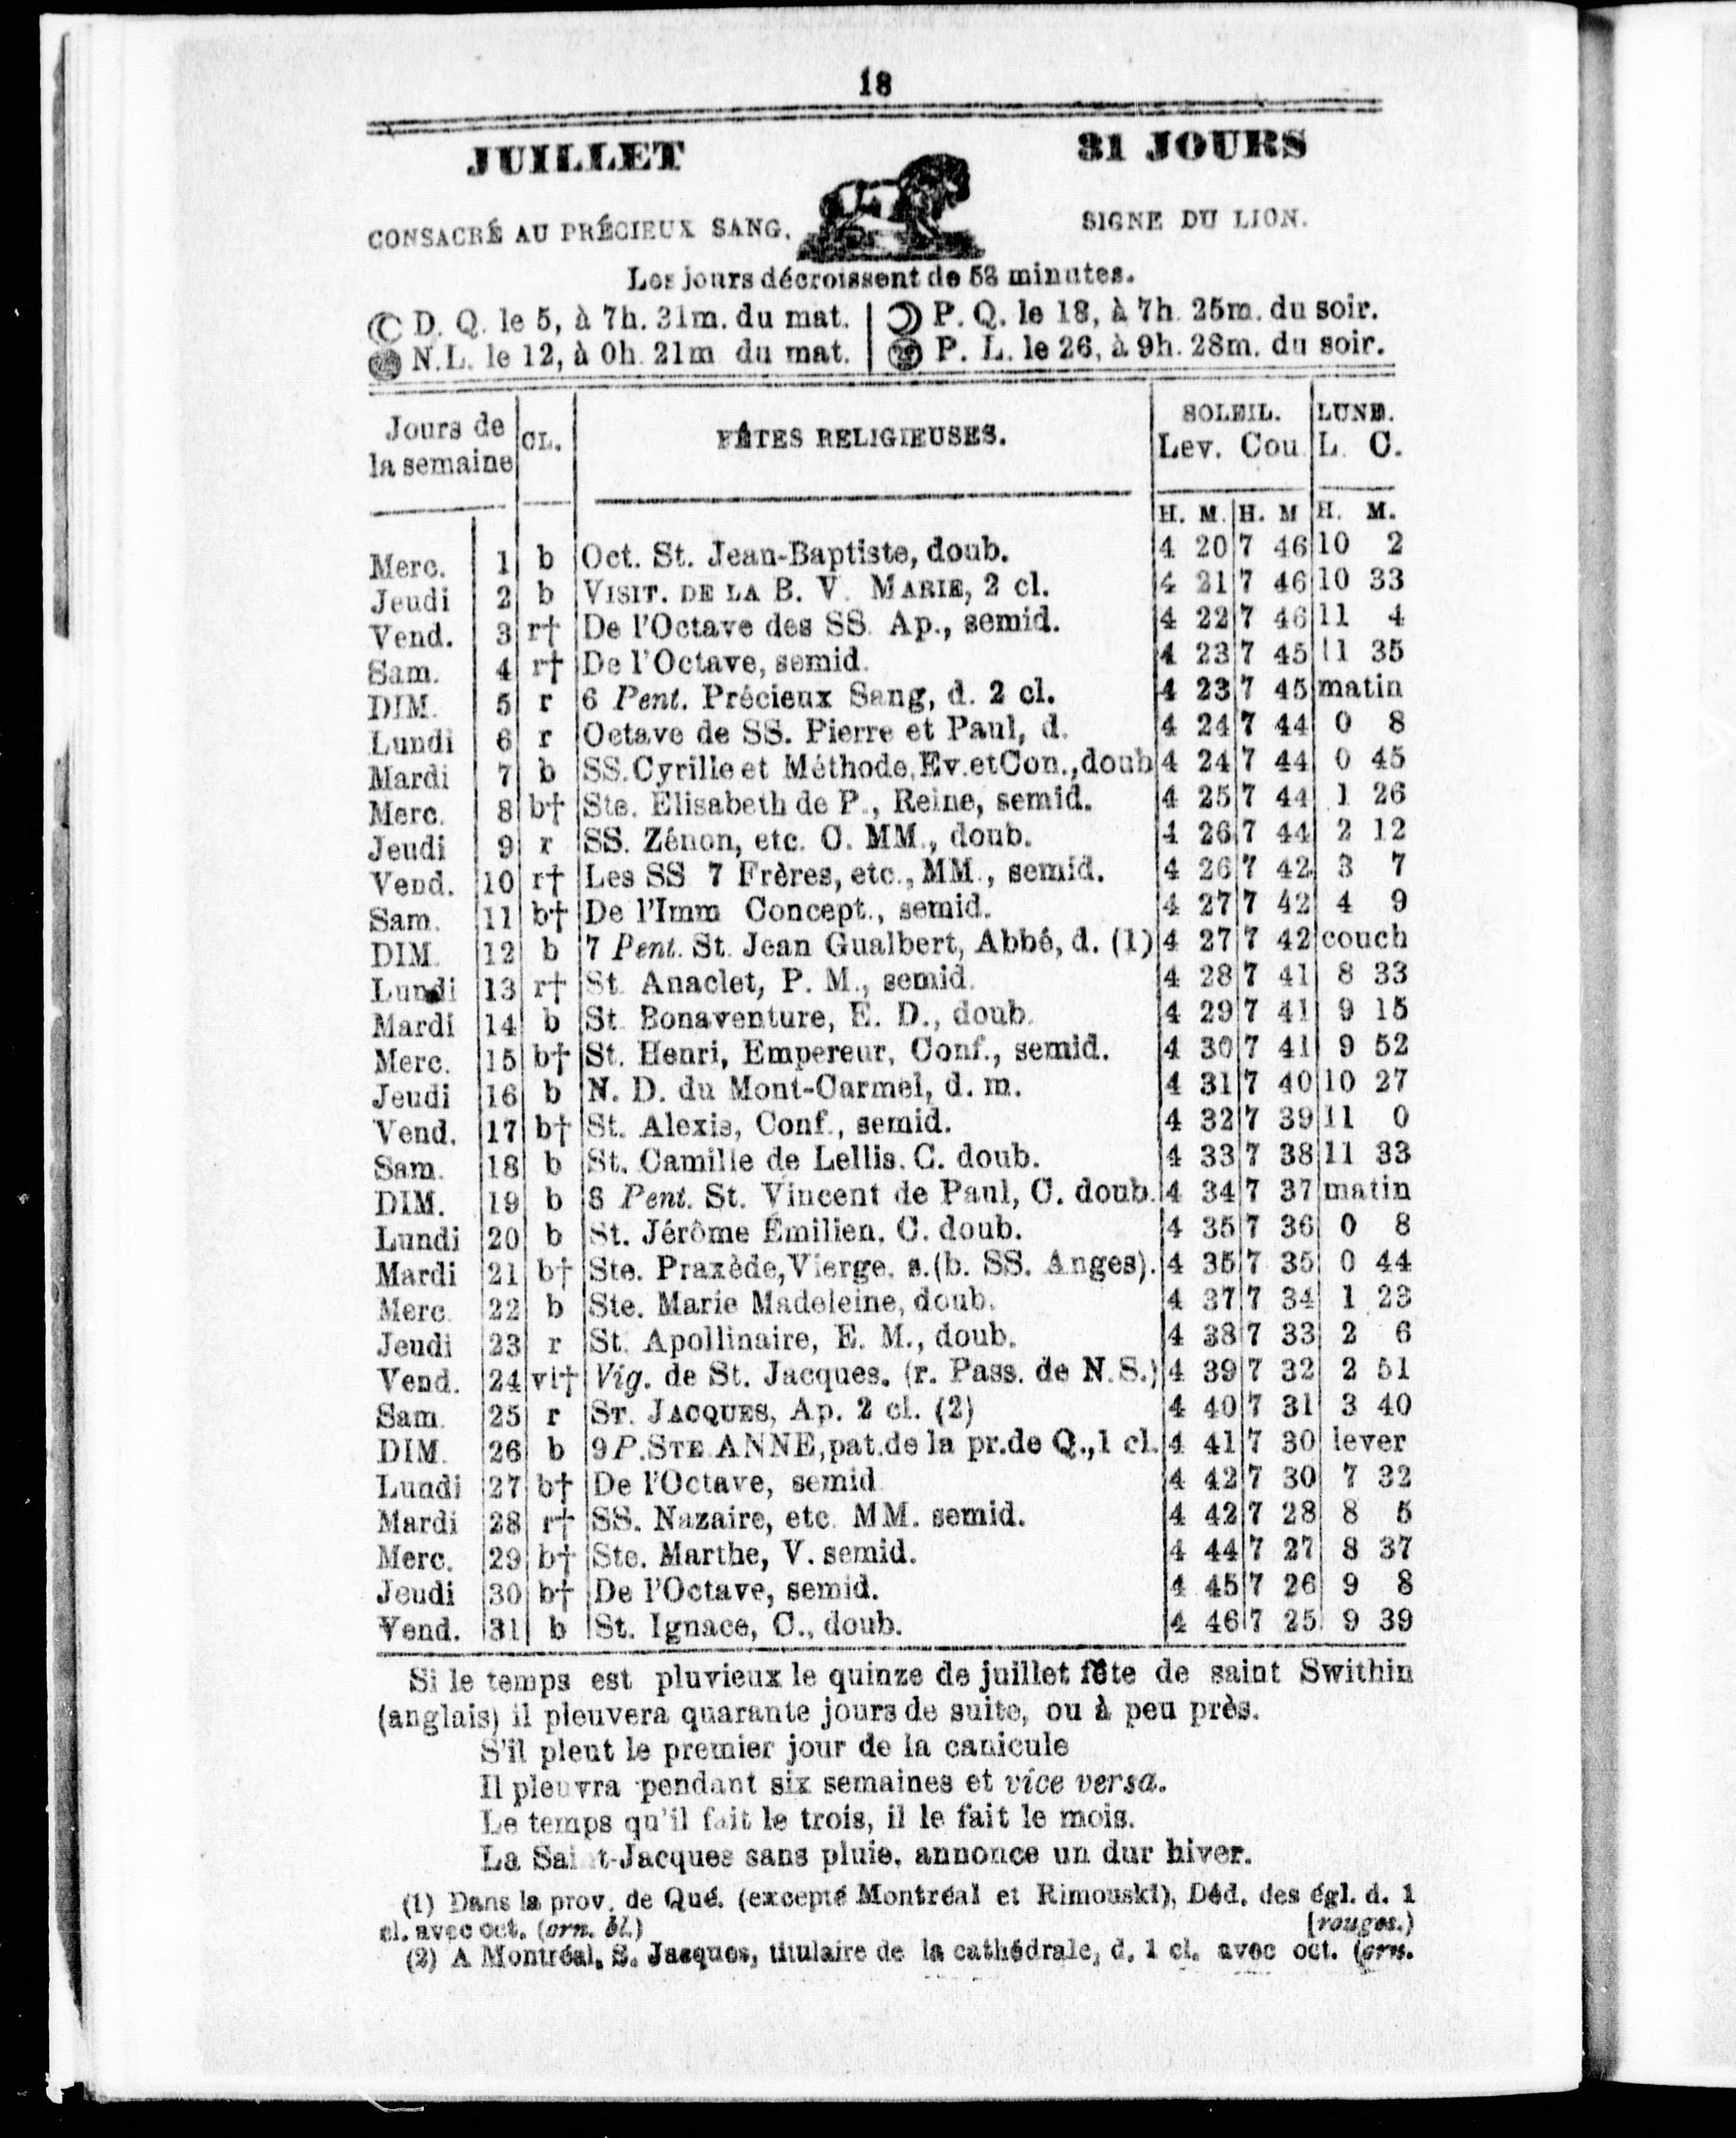 18
JUILLET 31 JOURS
CONSACRÉ AU PRÉCIEUX SANG. SIGNE DU LION.
Les jours décroissent de 58 minutes.
D. Q. le 5, à 7h. 31m. du mat. | P. Q. le 18, à 7h. 25m. du soir.
N.L. le 12, à 0h. 21m du mat. | P. L. le 26, à 9h. 28m. du soir.
Jours de la semaine | CL. | FÊTES RELIGIEUSES. | SOLEIL. Lev. Cou. | LUNE. L. C.
H. M. | H. M | H. M.
Merc. 1 b Oct. St. Jean-Baptiste, doub. 4 20 7 46 10 2
Jeudi 2 b VISIT. DE LA B. V. MARIE, 2 cl. 4 21 7 46 10 33
Vend. 3 r† De l'Octave des SS. Ap., semid. 4 22 7 46 11 4
Sam. 4 r† De l'Octave, semid. 4 23 7 45 11 35
DIM. 5 r 6 Pent. Précieux Sang, d. 2 cl. 4 23 7 45 matin
Lundi 6 r Octave de SS. Pierre et Paul, d. 4 24 7 44 0 8
Mardi 7 b SS. Cyrille et Méthode, Ev. et Con., doub 4 24 7 44 0 45
Merc. 8 b† Ste. Elisabeth de P., Reine, semid. 4 25 7 44 1 26
Jeudi 9 r SS. Zénon, etc. C. MM., doub. 4 26 7 44 2 12
Vend. 10 r† Les SS 7 Frères, etc., MM., semid. 4 26 7 42 3 7
Sam. 11 b† De l'Imm Concept., semid. 4 27 7 42 4 9
DIM. 12 b 7 Pent. St. Jean Gualbert, Abbé, d. (1) 4 27 7 42 couch
Lundi 13 r† St. Anaclet, P. M., semid. 4 28 7 41 8 33
Mardi 14 b St. Bonaventure, E. D., doub. 4 29 7 41 9 15
Merc. 15 b† St. Henri, Empereur, Conf., semid. 4 30 7 41 9 52
Jeudi 16 b N. D. du Mont-Carmel, d. m. 4 31 7 40 10 27
Vend. 17 b† St. Alexis, Conf., semid. 4 32 7 39 11 0
Sam. 18 b St. Camille de Lellis. C. doub. 4 33 7 38 11 33
DIM. 19 b 8 Pent. St. Vincent de Paul, C. doub. 4 34 7 37 matin
Lundi 20 b St. Jérôme Émilien, C. doub. 4 35 7 36 0 8
Mardi 21 b† Ste. Praxède, Vierge, s. (b. SS. Anges). 4 35 7 35 0 44
Merc. 22 b Ste. Marie Madeleine, doub. 4 37 7 34 1 23
Jeudi 23 r St. Apollinaire, E. M., doub. 4 38 7 33 2 6
Vend. 24 vi† Vig. de St. Jacques. (r. Pass. de N. S.) 4 39 7 32 2 51
Sam. 25 r ST. JACQUES, Ap. 2 cl. (2) 4 40 7 31 3 40
DIM. 26 b 9 P. STE ANNE, pat. de la pr. de Q., 1 cl. 4 41 7 30 lever
Lundi 27 b† De l'Octave, semid 4 42 7 30 7 32
Mardi 28 r† SS. Nazaire, etc. MM. semid. 4 42 7 28 8 5
Merc. 29 b† Ste. Marthe, V. semid. 4 44 7 27 8 37
Jeudi 30 b† De l'Octave, semid. 4 45 7 26 9 8
Vend. 31 b St. Ignace, C., doub. 4 46 7 25 9 39
Si le temps est pluvieux le quinze de juillet fête de saint Swithin
(anglais) il pleuvera quarante jours de suite, ou à peu près.
S'il pleut le premier jour de la canicule
Il pleuvra pendant six semaines et vice versa.
Le temps qu'il fait le trois, il le fait le mois.
La Saint-Jacques sans pluie, annonce un dur hiver.
(1) Dans la prov. de Qué. (excepté Montréal et Rimouski), Déd. des égl. d. 1
cl. avec oct. (orn. bl.) [rouges.)
(2) A Montréal, S. Jacques, titulaire de la cathédrale, d. 1 cl. avec oct. (orn.